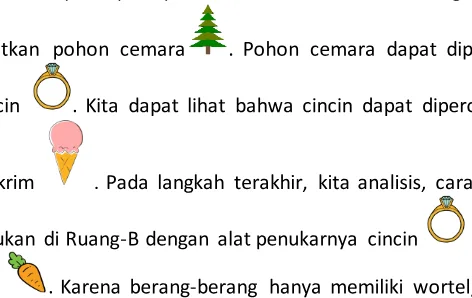 tkan pohon cemara . Pohon cemara dapat dip
cin . Kita dapat lihat bahwa cincin dapat dipero
krim . Pada langkah terakhir, kita analisis, cara
ukan di Ruang-B dengan alat penukarnya cincin
. Karena berang-berang hanya memiliki wortel,